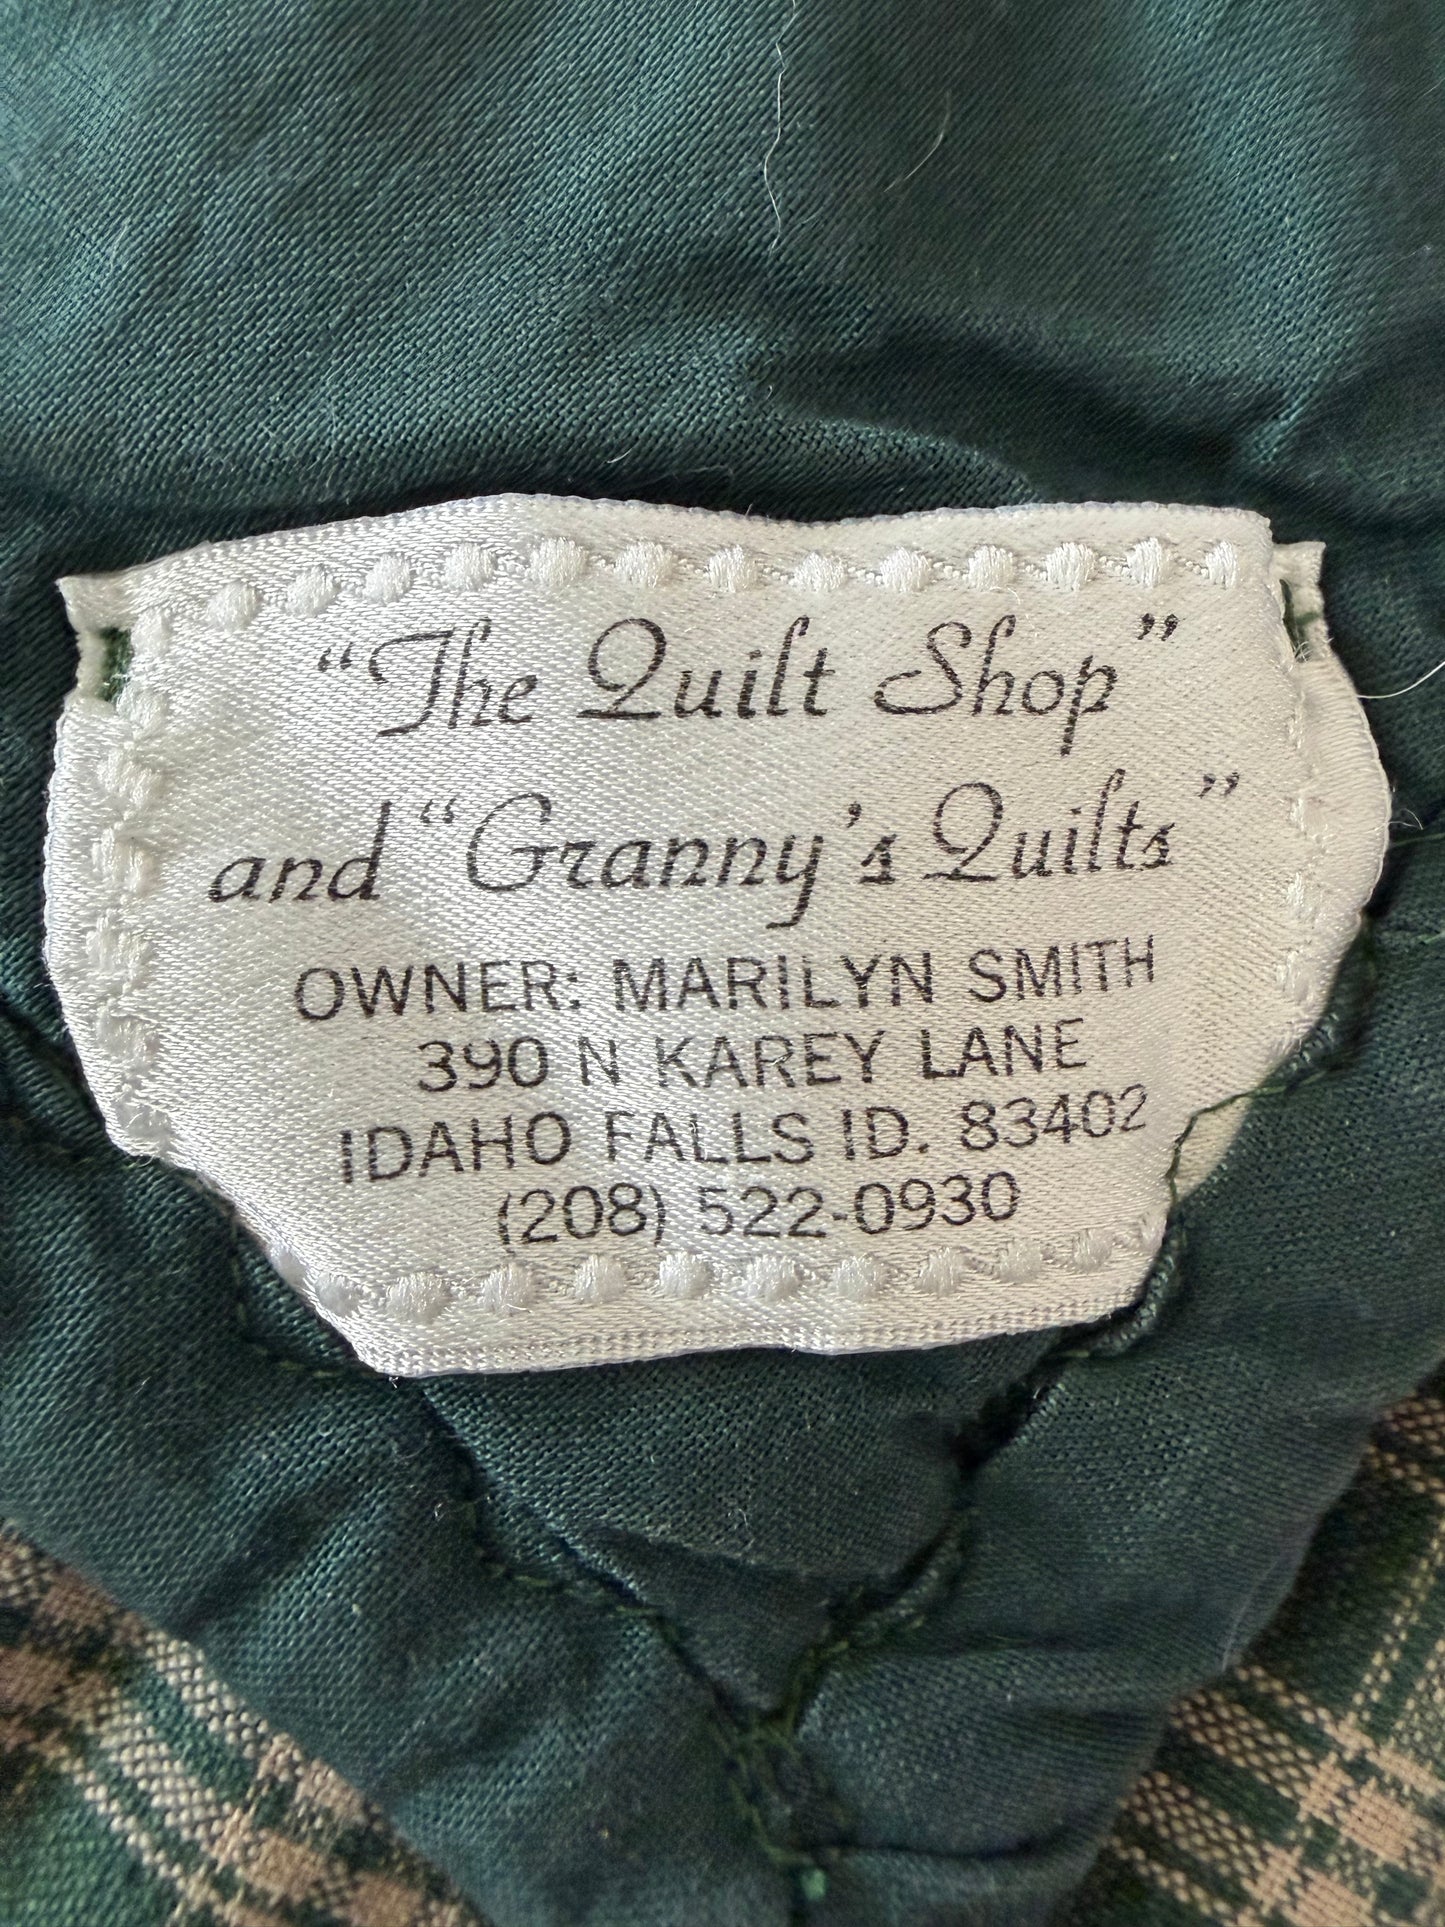 "The Quilt Shop"
and "Granny's Quilts"
OWNER: MARILYN SMITH
390 N KAREY LANE
IDAHO FALLS ID. 83402
(208) 522-0930